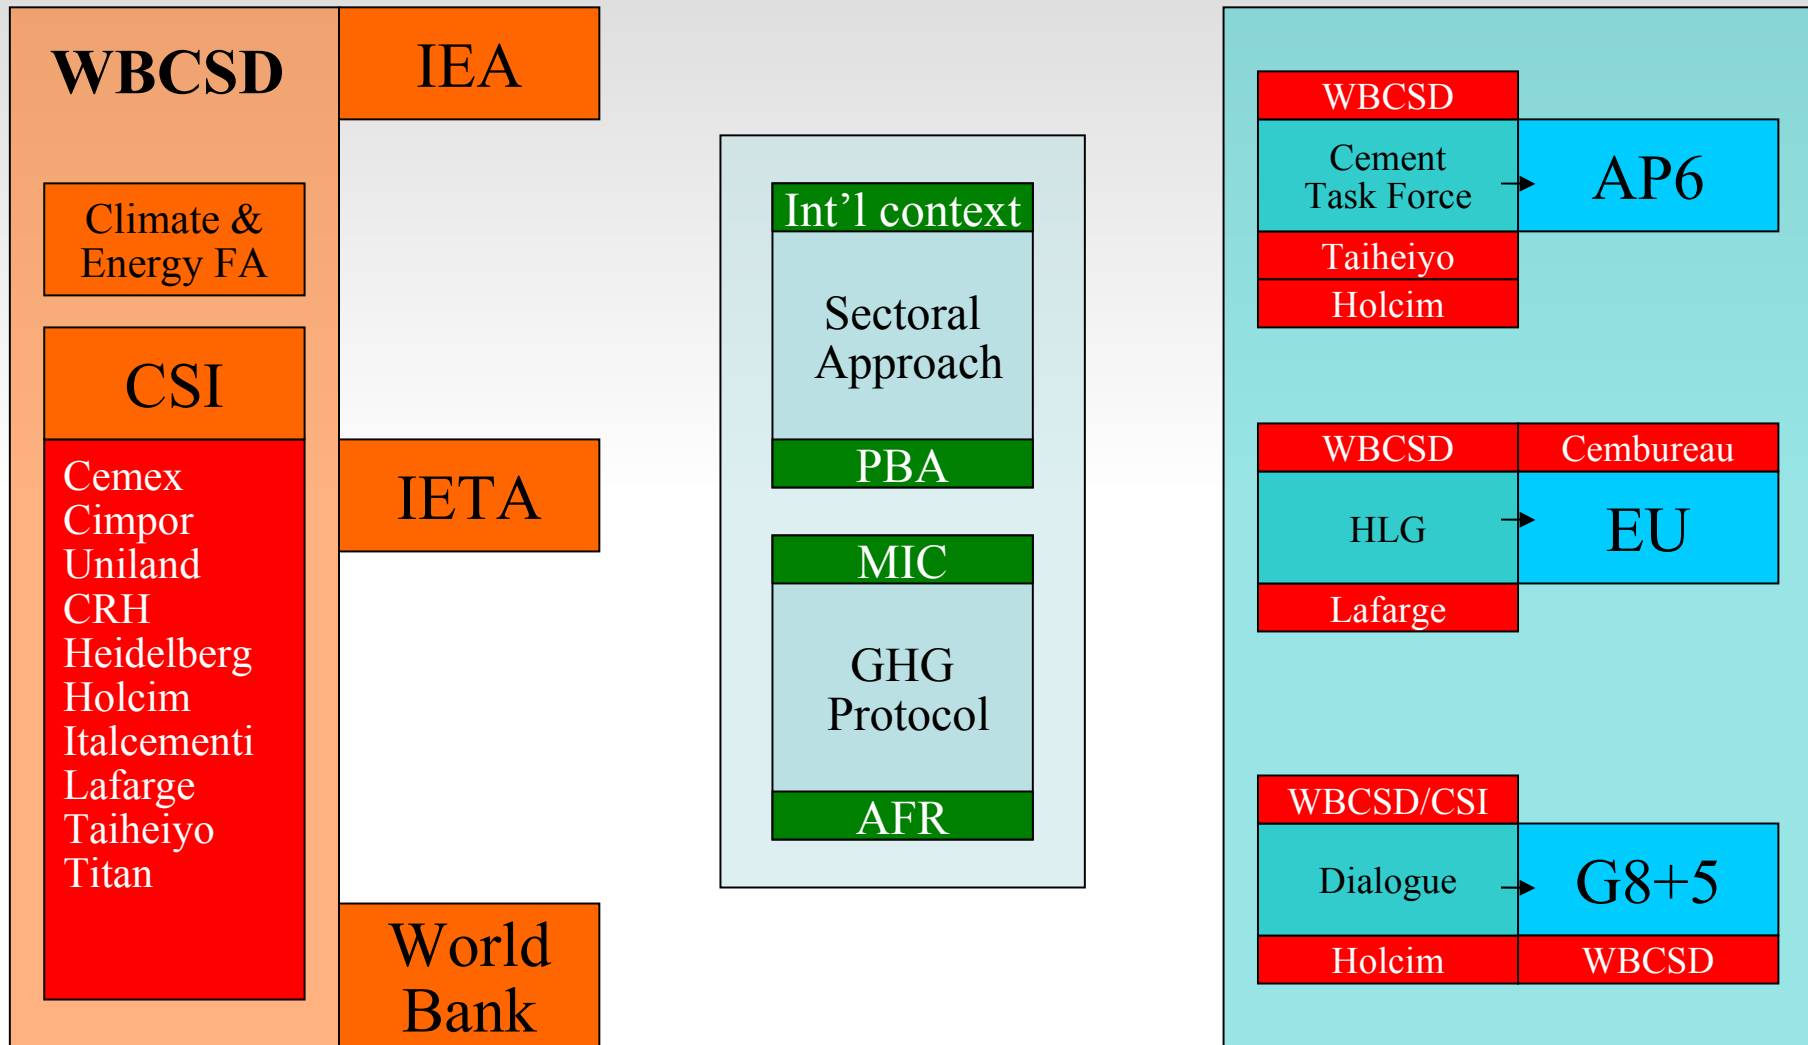 WBCSD
IEA
Climate &
Energy FA
CSI
Cemex
Cimpor
Uniland
CRH
Heidelberg
Holcim
Italcementi
Lafarge
Taiheiyo
Titan
IETA
World
Bank
Int’l context
Sectoral
Approach
PBA
MIC
GHG
Protocol
AFR
WBCSD
Cement
Task Force
AP6
Taiheiyo
Holcim
WBCSD
Cembureau
HLG
EU
Lafarge
WBCSD/CSI
Dialogue
G8+5
Holcim
WBCSD